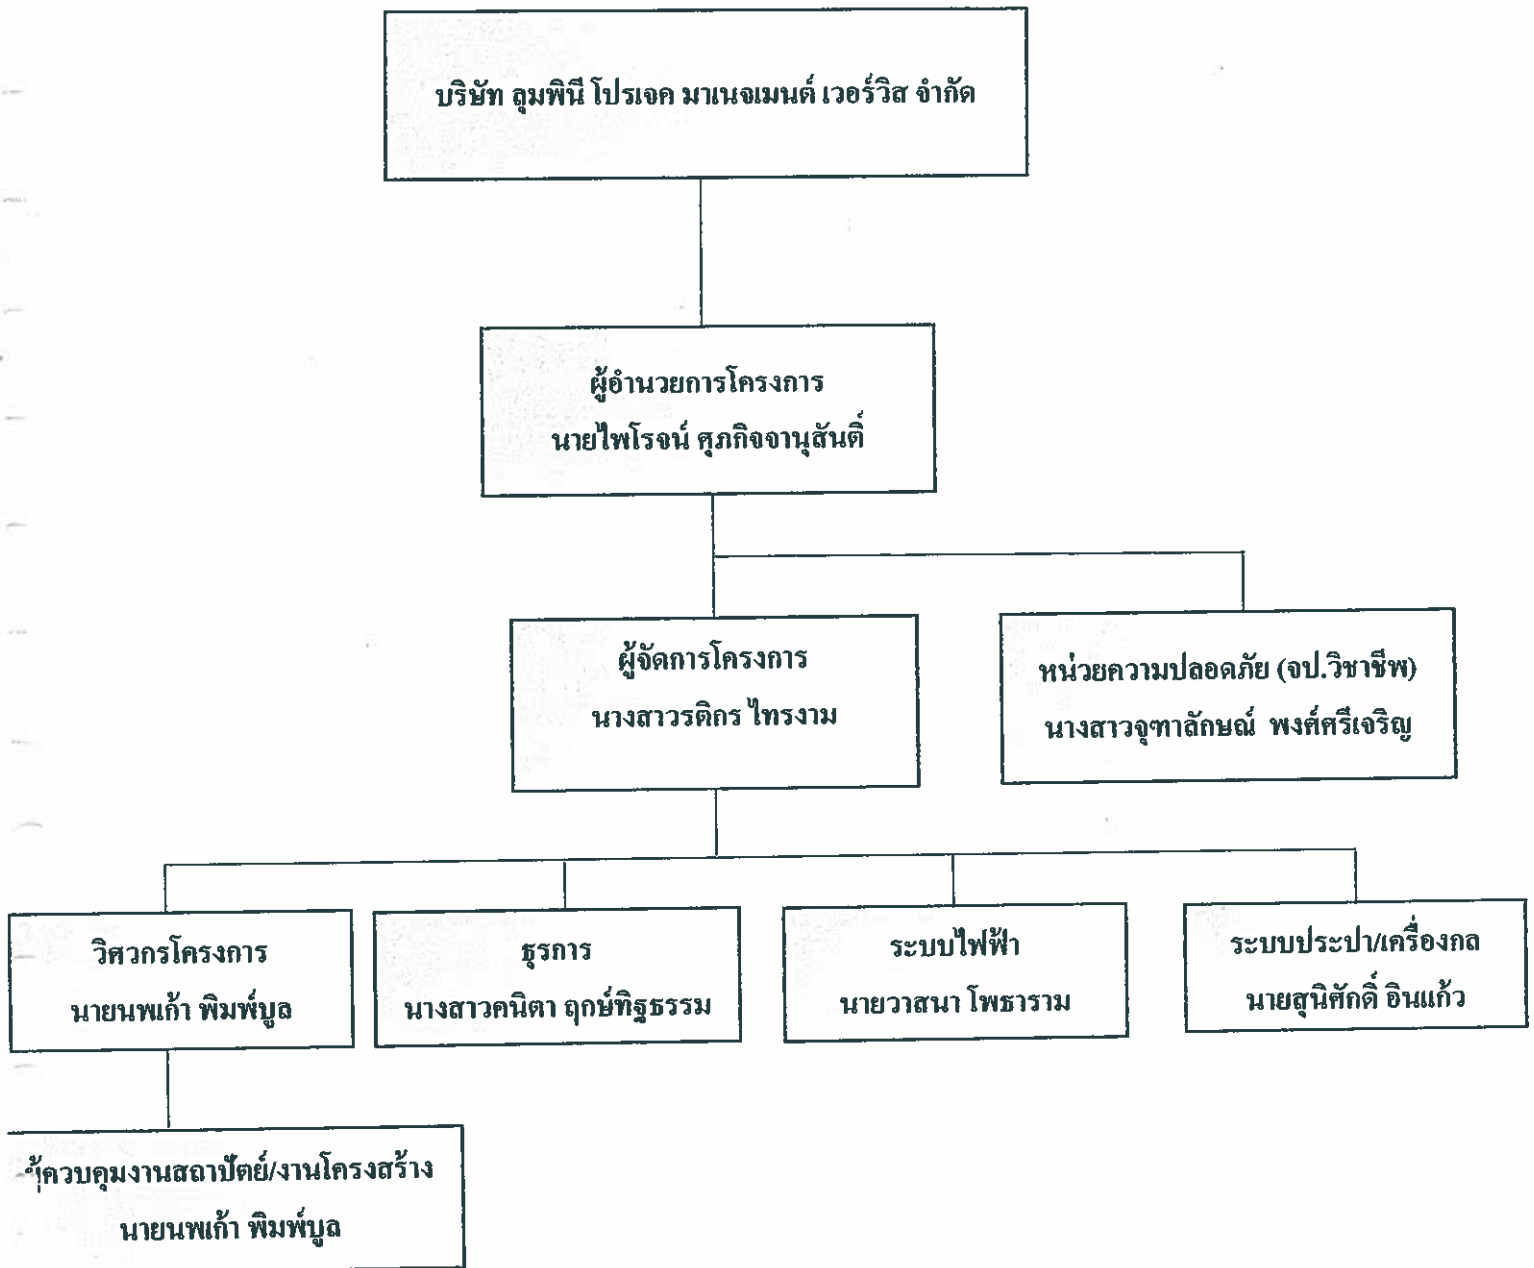 บริษัท ลุมพินี โปรเจค มาเนจเมนต์ เวอร์วิส จำกัด
ผู้อำนวยการโครงการ
นายไพโรจน์ ศุภกิจจานุสันติ์
ผู้จัดการโครงการ
นางสาวรติกร ไทรงาม
หน่วยความปลอดภัย (จป.วิชาชีพ)
นางสาวจุฑาลักษณ์ พงศ์ศรีเจริญ
วิศวกรโครงการ
นายนพเก้า พิมพ์บูล
ธุรการ
นางสาวคนิตา ฤกษ์ทิฐธรรม
ระบบไฟฟ้า
นายวาสนา โพธาราม
ระบบประปา/เครื่องกล
นายสุนิศักดิ์ อินแก้ว
ผู้ควบคุมงานสถาปัตย์/งานโครงสร้าง
นายนพเก้า พิมพ์บูล